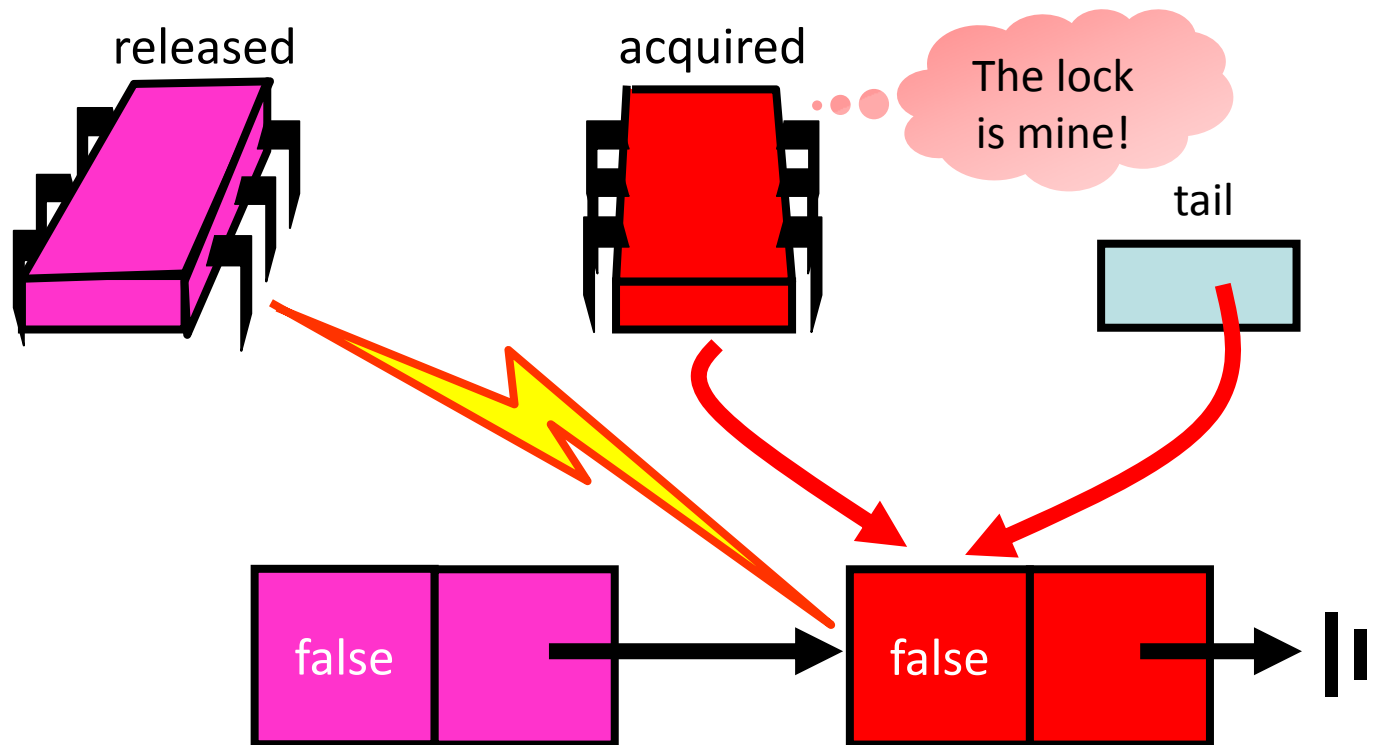 released
acquired
The lock
is mine!
tail
false
false